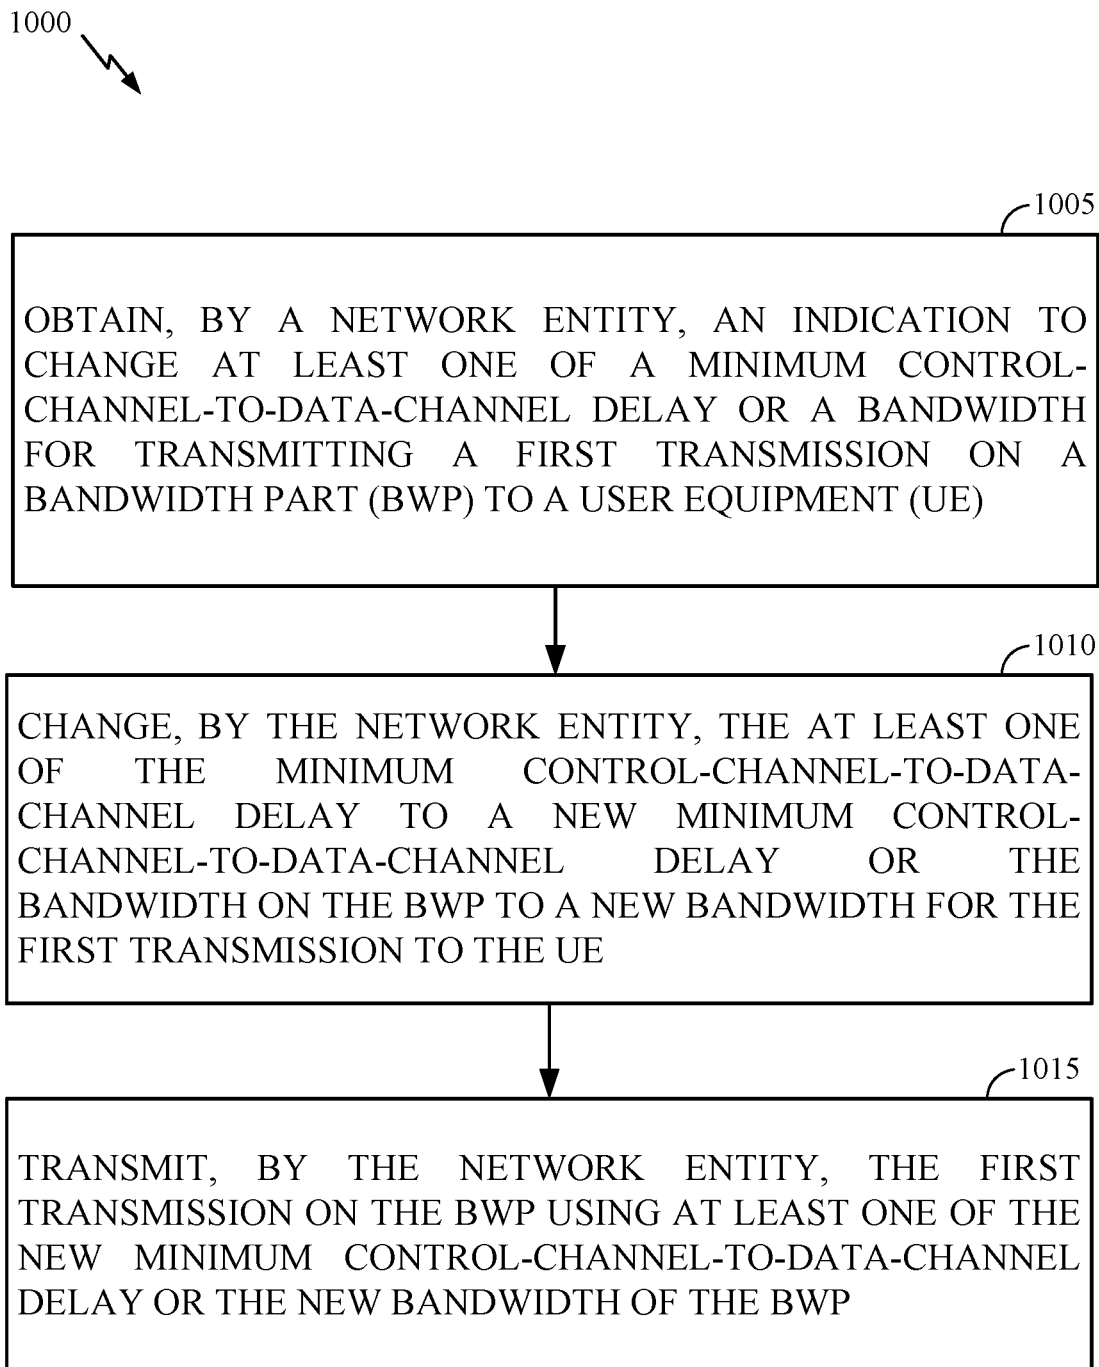 1000
1005
OBTAIN, BY A NETWORK ENTITY, AN INDICATION TO
CHANGE AT LEAST ONE OF A MINIMUM CONTROL-
CHANNEL-TO-DATA-CHANNEL DELAY OR A BANDWIDTH
FOR TRANSMITTING A FIRST TRANSMISSION ON A
BANDWIDTH PART (BWP) TO A USER EQUIPMENT (UE)
1010
CHANGE, BY THE NETWORK ENTITY, THE AT LEAST ONE
OF THE MINIMUM CONTROL-CHANNEL-TO-DATA-
CHANNEL DELAY TO A NEW MINIMUM CONTROL-
CHANNEL-TO-DATA-CHANNEL DELAY OR THE
BANDWIDTH ON THE BWP TO A NEW BANDWIDTH FOR THE
FIRST TRANSMISSION TO THE UE
1015
TRANSMIT, BY THE NETWORK ENTITY, THE FIRST
TRANSMISSION ON THE BWP USING AT LEAST ONE OF THE
NEW MINIMUM CONTROL-CHANNEL-TO-DATA-CHANNEL
DELAY OR THE NEW BANDWIDTH OF THE BWP